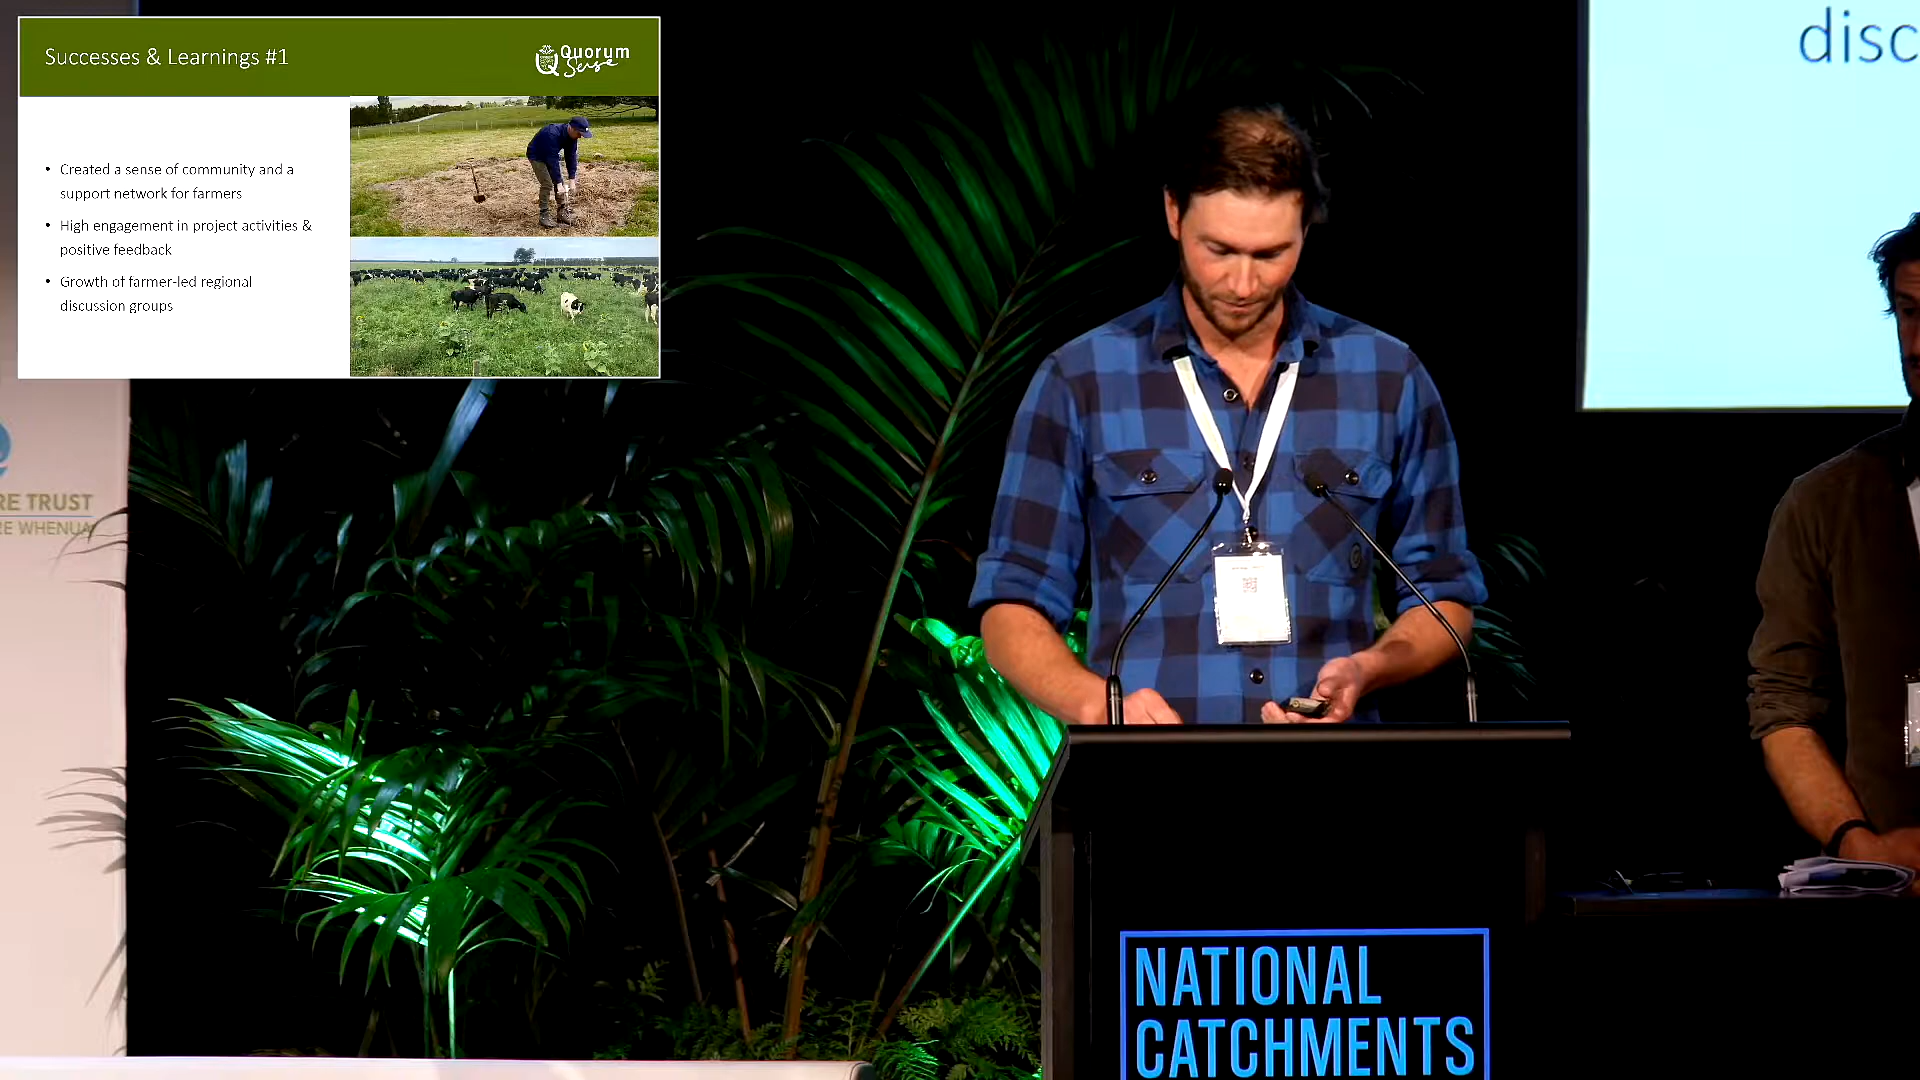 Successes & Learnings #1
Quorum
Sense
• Created a sense of community and a
support network for farmers
• High engagement in project activities &
positive feedback
• Growth of farmer-led regional
discussion groups
disc
RE TRUST
RE WHENUA
NATIONAL
CATCHMENTS